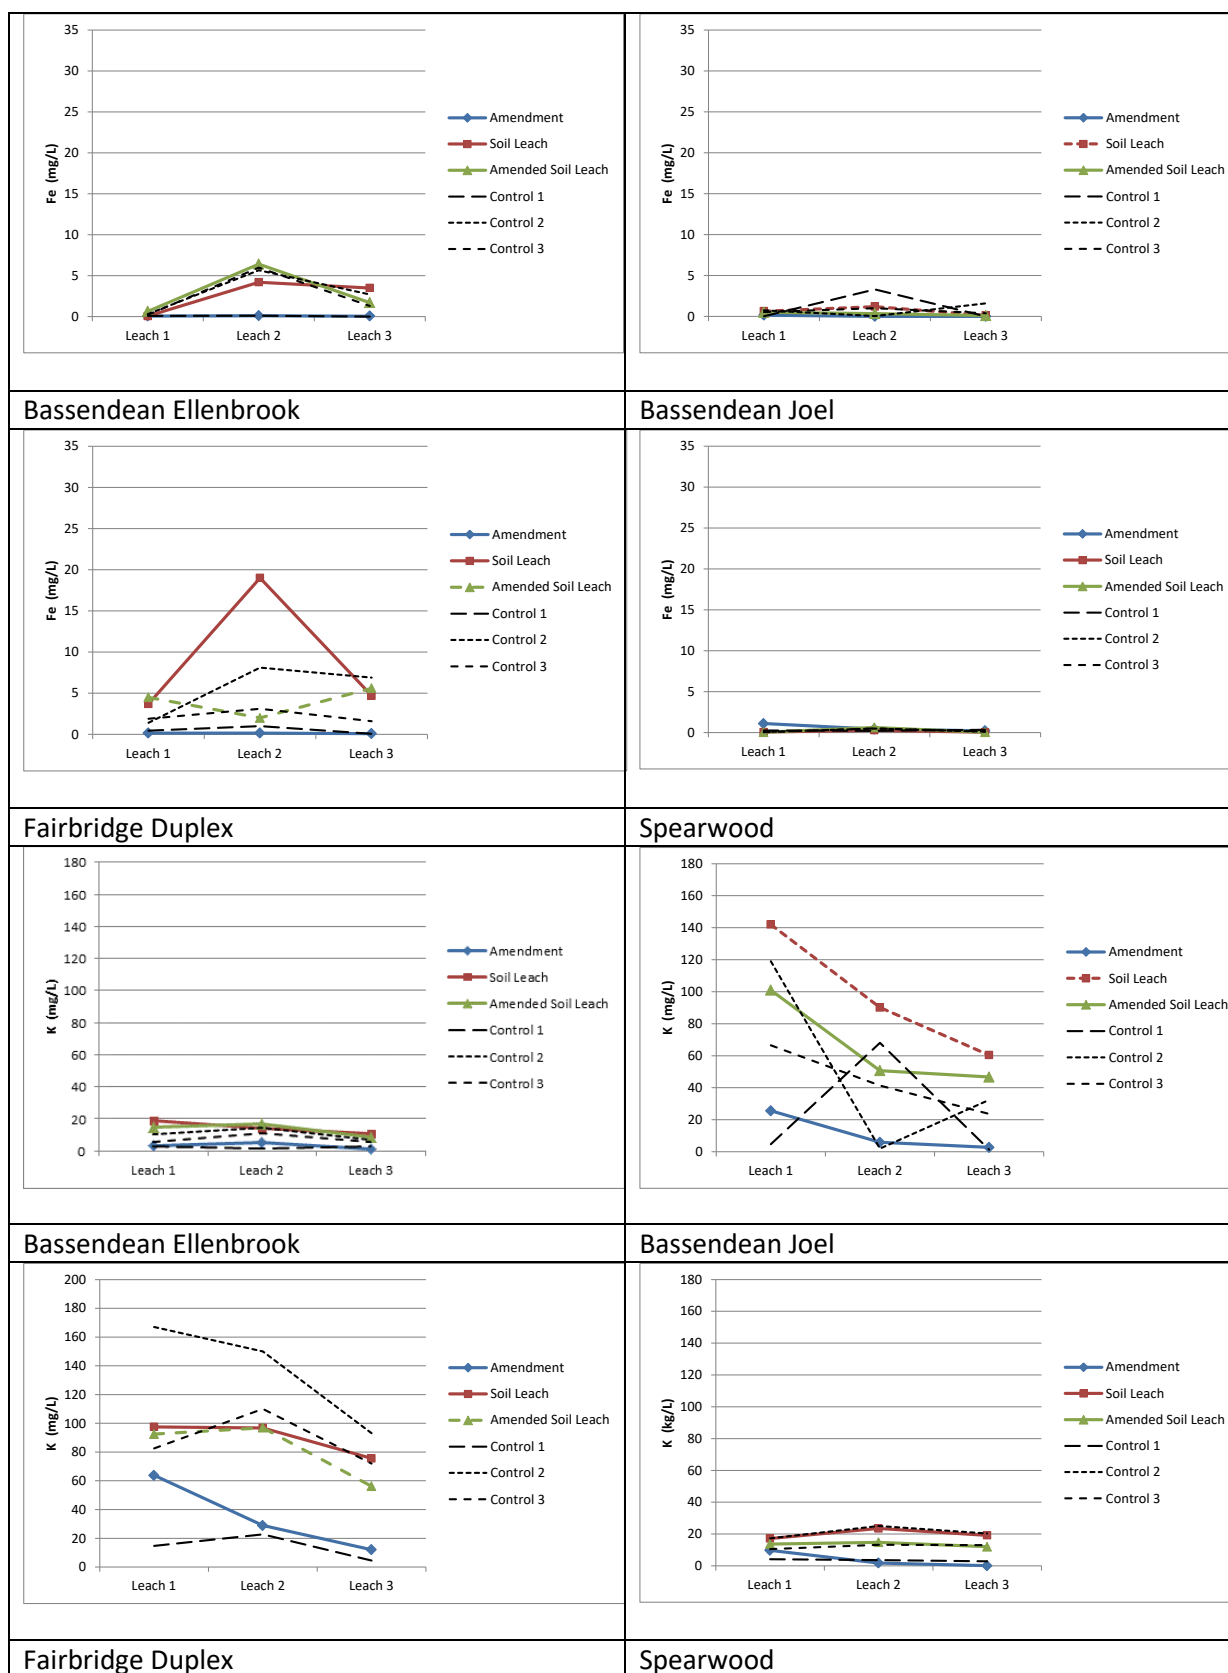 35
30
25
20
15
10
5
0
Fe (mg/L)
Leach 1 Leach 2 Leach 3
Amendment
Soil Leach
Amended Soil Leach
Control 1
Control 2
Control 3
35
30
25
20
15
10
5
0
Fe (mg/L)
Leach 1 Leach 2 Leach 3
Amendment
Soil Leach
Amended Soil Leach
Control 1
Control 2
Control 3
Bassendean Ellenbrook
Bassendean Joel
35
30
25
20
15
10
5
0
Fe (mg/L)
Leach 1 Leach 2 Leach 3
Amendment
Soil Leach
Amended Soil Leach
Control 1
Control 2
Control 3
35
30
25
20
15
10
5
0
Fe (mg/L)
Leach 1 Leach 2 Leach 3
Amendment
Soil Leach
Amended Soil Leach
Control 1
Control 2
Control 3
Fairbridge Duplex
Spearwood
180
160
140
120
100
80
60
40
20
0
K (mg/L)
Leach 1 Leach 2 Leach 3
Amendment
Soil Leach
Amended Soil Leach
Control 1
Control 2
Control 3
180
160
140
120
100
80
60
40
20
0
K (mg/L)
Leach 1 Leach 2 Leach 3
Amendment
Soil Leach
Amended Soil Leach
Control 1
Control 2
Control 3
Bassendean Ellenbrook
Bassendean Joel
200
180
160
140
120
100
80
60
40
20
0
K (mg/L)
Leach 1 Leach 2 Leach 3
Amendment
Soil Leach
Amended Soil Leach
Control 1
Control 2
Control 3
180
160
140
120
100
80
60
40
20
0
K (kg/L)
Leach 1 Leach 2 Leach 3
Amendment
Soil Leach
Amended Soil Leach
Control 1
Control 2
Control 3
Fairbridge Duplex
Spearwood